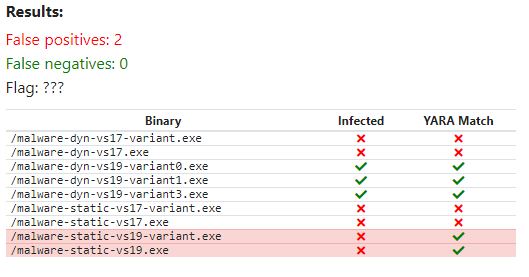 Results:
False positives: 2
False negatives: 0
Flag: ???
Binary Infected YARA Match
/malware-dyn-vs17-variant.exe
/malware-dyn-vs17.exe
/malware-dyn-vs19-variant0.exe
/malware-dyn-vs19-variant1.exe
/malware-dyn-vs19-variant3.exe
/malware-static-vs17-variant.exe
/malware-static-vs17.exe
/malware-static-vs19-variant.exe
/malware-static-vs19.exe